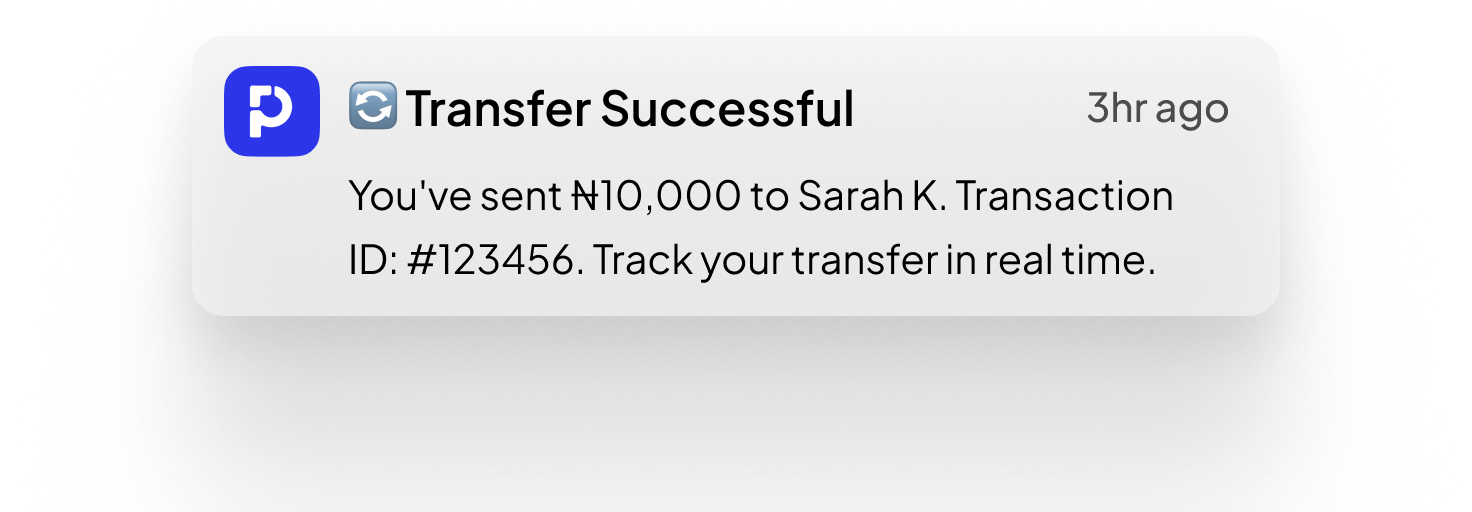 🔄 Transfer Successful
3hr ago
You've sent ₦10,000 to Sarah K. Transaction
ID: #123456. Track your transfer in real time.